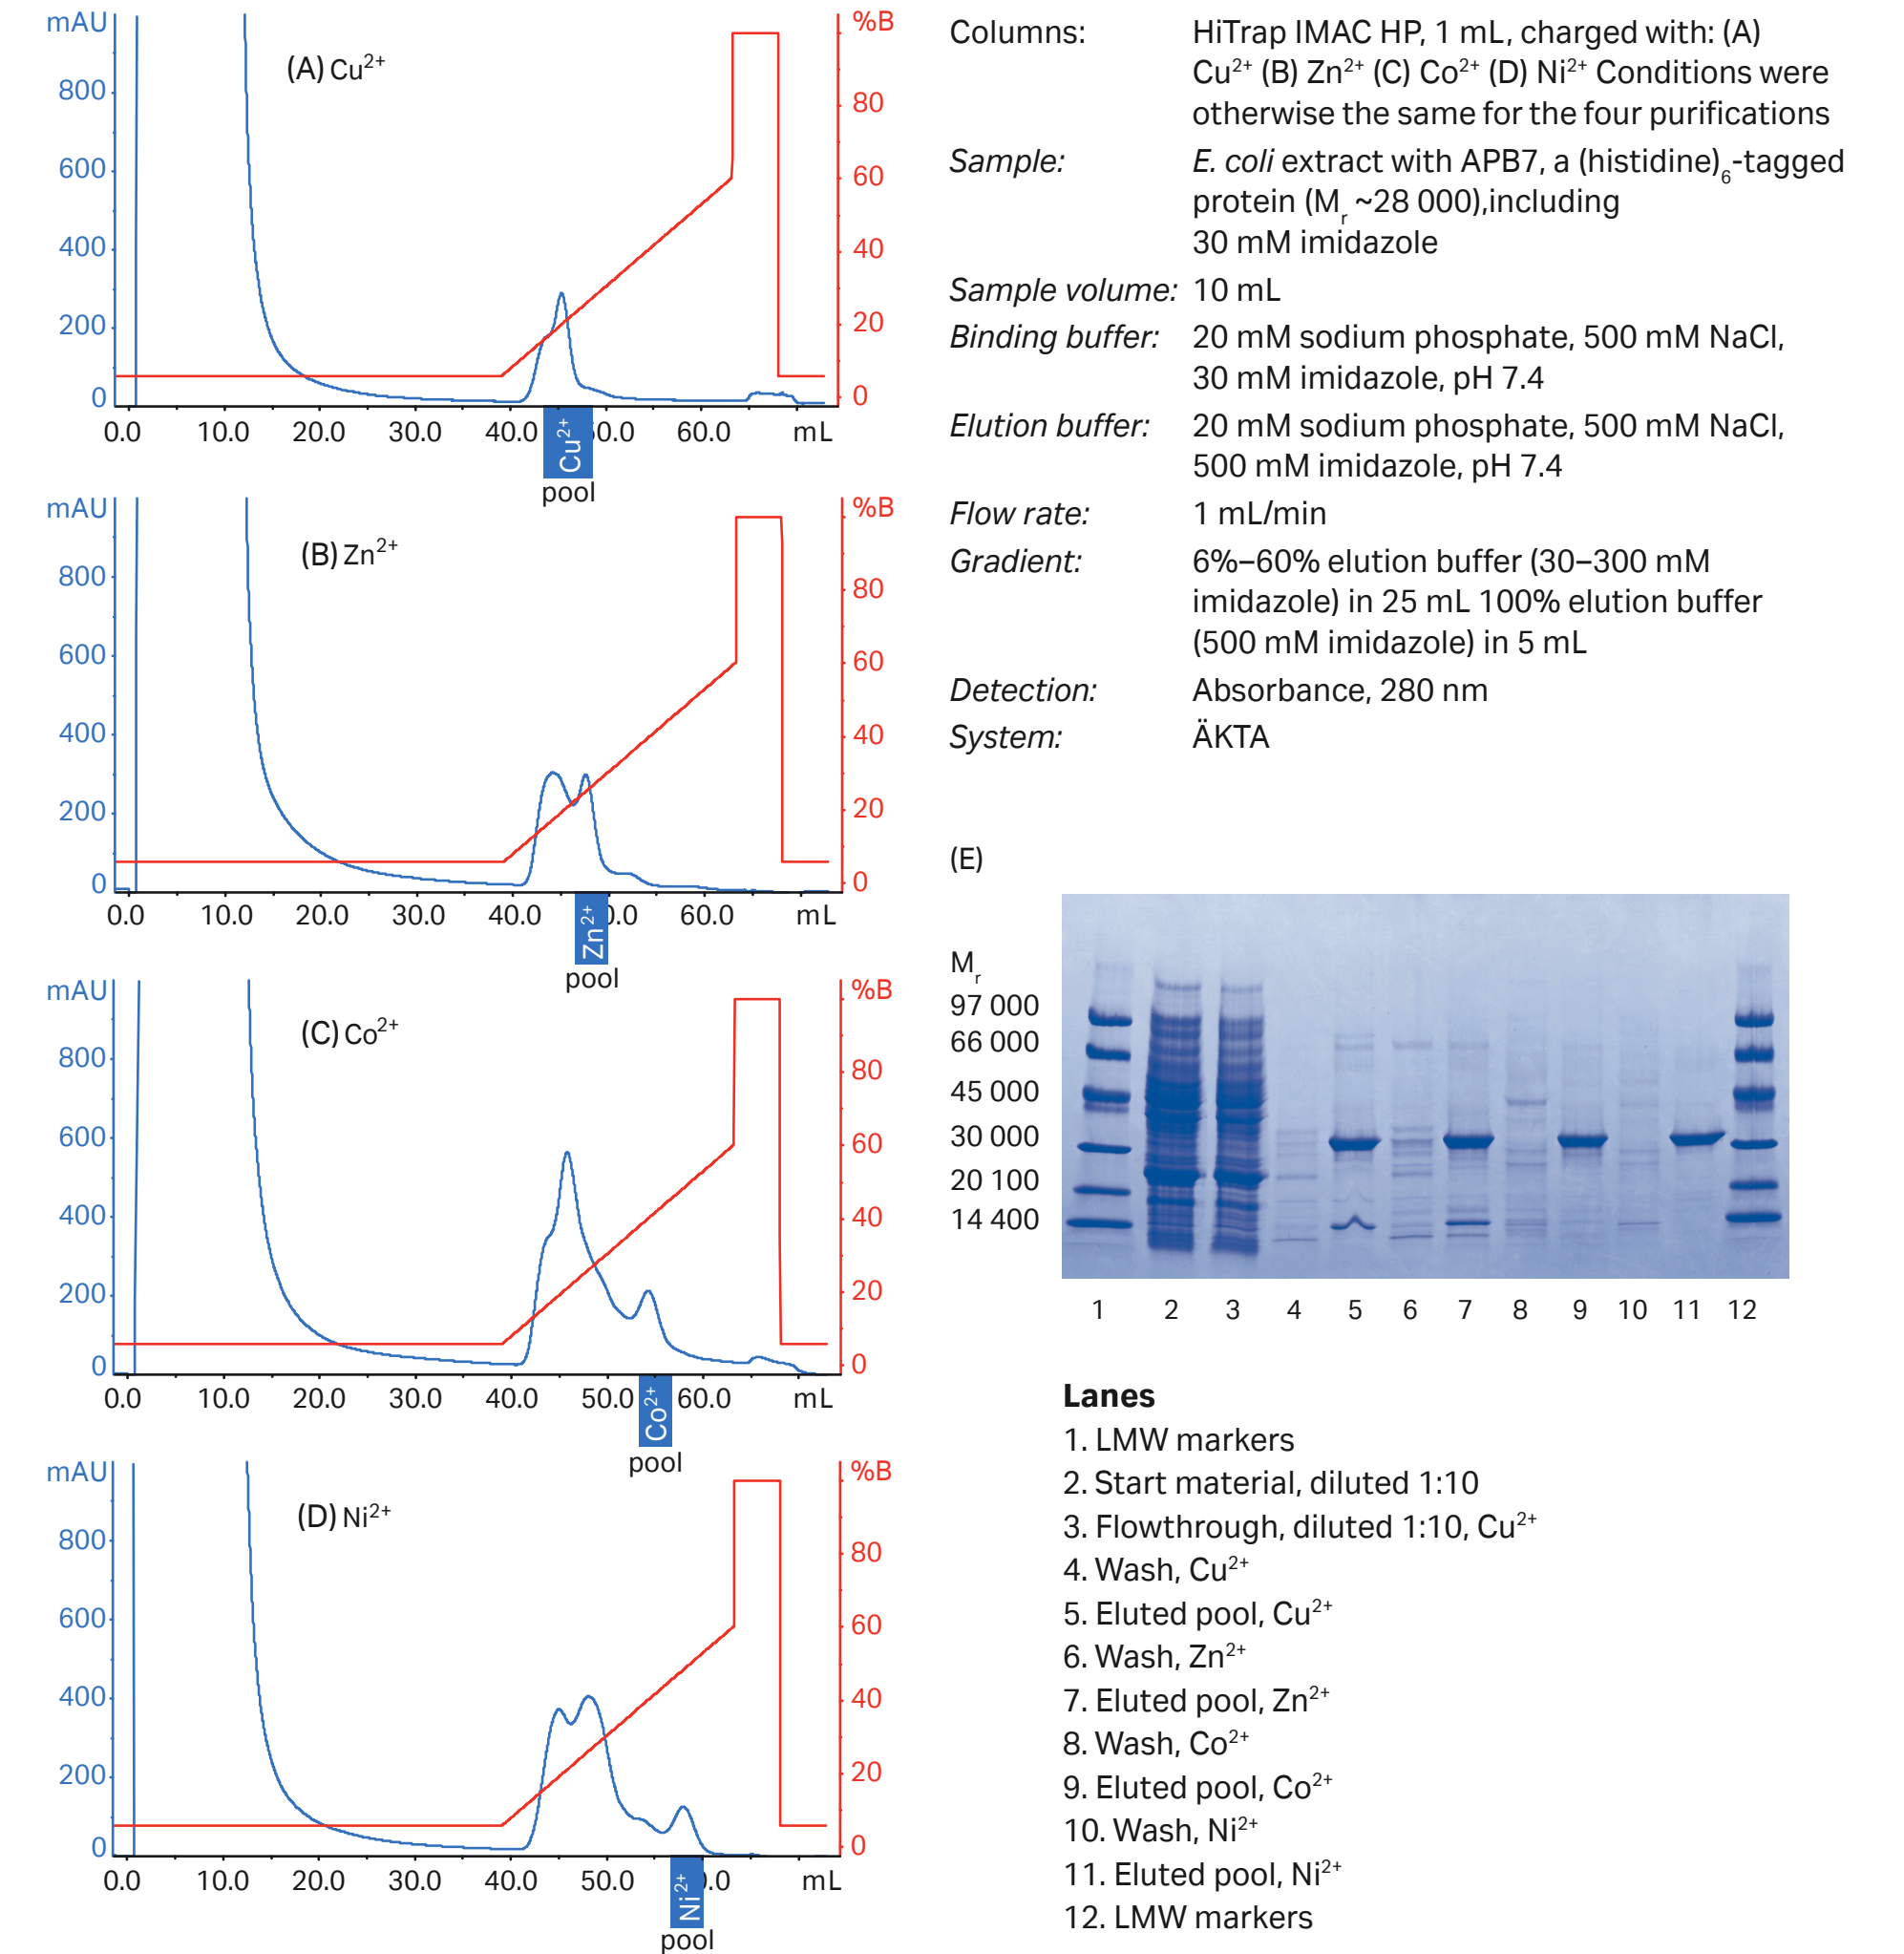 mAU
%B
(A) Cu2+
800
600
400
200
0
80
60
40
20
0
0.0 10.0 20.0 30.0 40.0 50.0 60.0 mL
Cu2+
pool
mAU
%B
(B) Zn2+
800
600
400
200
0
80
60
40
20
0
0.0 10.0 20.0 30.0 40.0 0.0 60.0 mL
Zn2+
pool
mAU
%B
(C) Co2+
800
600
400
200
0
80
60
40
20
0
0.0 10.0 20.0 30.0 40.0 50.0 60.0 mL
Co2+
pool
mAU
%B
(D) Ni2+
800
600
400
200
0
80
60
40
20
0
0.0 10.0 20.0 30.0 40.0 50.0 .0 mL
Ni2+
pool
Columns: HiTrap IMAC HP, 1 mL, charged with: (A)
Cu2+ (B) Zn2+ (C) Co2+ (D) Ni2+ Conditions were
otherwise the same for the four purifications
Sample: E. coli extract with APB7, a (histidine)6-tagged
protein (Mr ~28 000),including
30 mM imidazole
Sample volume: 10 mL
Binding buffer: 20 mM sodium phosphate, 500 mM NaCl,
30 mM imidazole, pH 7.4
Elution buffer: 20 mM sodium phosphate, 500 mM NaCl,
500 mM imidazole, pH 7.4
Flow rate: 1 mL/min
Gradient: 6%–60% elution buffer (30–300 mM
imidazole) in 25 mL 100% elution buffer
(500 mM imidazole) in 5 mL
Detection: Absorbance, 280 nm
System: ÄKTA
(E)
Mr
97 000
66 000
45 000
30 000
20 100
14 400
1 2 3 4 5 6 7 8 9 10 11 12
Lanes
1. LMW markers
2. Start material, diluted 1:10
3. Flowthrough, diluted 1:10, Cu2+
4. Wash, Cu2+
5. Eluted pool, Cu2+
6. Wash, Zn2+
7. Eluted pool, Zn2+
8. Wash, Co2+
9. Eluted pool, Co2+
10. Wash, Ni2+
11. Eluted pool, Ni2+
12. LMW markers